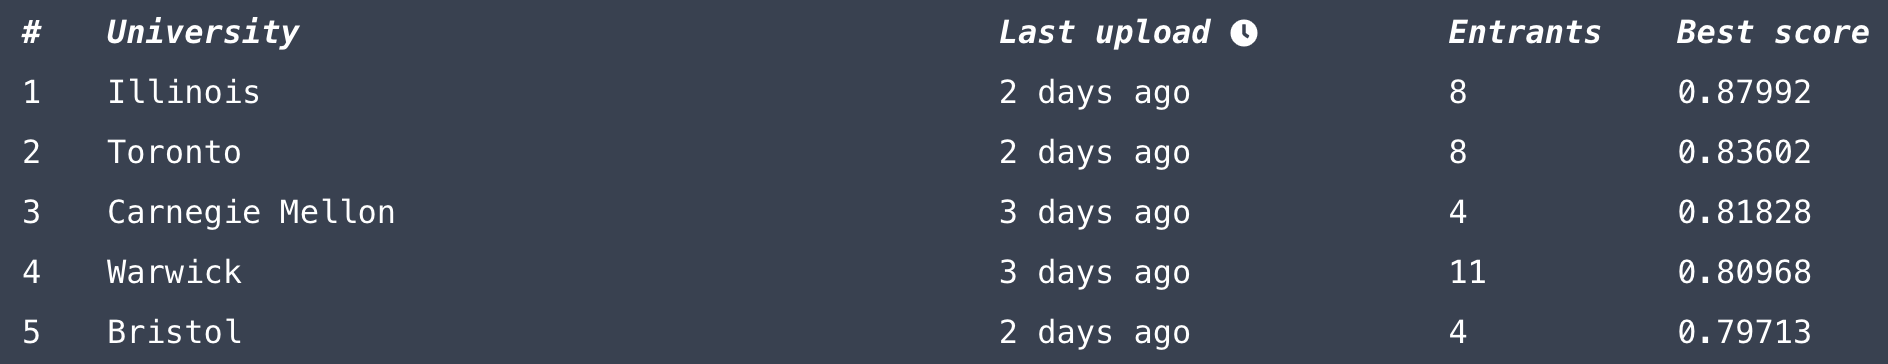 # University Last upload Entrants Best score
1 Illinois 2 days ago 8 0.87992
2 Toronto 2 days ago 8 0.83602
3 Carnegie Mellon 3 days ago 4 0.81828
4 Warwick 3 days ago 11 0.80968
5 Bristol 2 days ago 4 0.79713